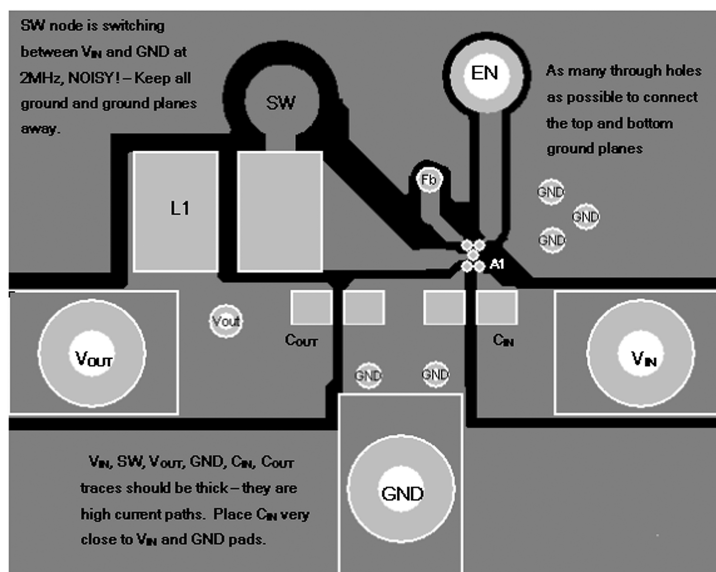 SW node is switching
between VIN and GND at
2MHz, NOISY! – Keep all
ground and ground planes
away.
SW
EN
As many through holes
as possible to connect
the top and bottom
ground planes
Fb
GND
GND
GND
L1
A1
Vout
COUT
CIN
VOUT
VIN
GND
GND
GND
VIN, SW, VOUT, GND, CIN, COUT
traces should be thick – they are
high current paths. Place CIN very
close to VIN and GND pads.